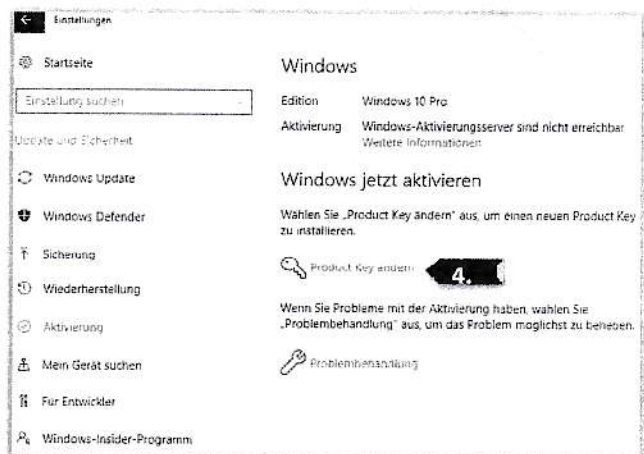 Einstellungen
Startseite
Einstellung suchen
Update und Sicherheit
Windows Update
Windows Defender
Sicherung
Wiederherstellung
Aktivierung
Mein Gerät suchen
Für Entwickler
Windows-Insider-Programm
Windows
Edition Windows 10 Pro
Aktivierung Windows-Aktivierungsserver sind nicht erreichbar
Weitere Informationen
Windows jetzt aktivieren
Wählen Sie „Product Key ändern" aus, um einen neuen Product Key
zu installieren.
Product Key ändern 4.
Wenn Sie Probleme mit der Aktivierung haben, wählen Sie
„Problembehandlung" aus, um das Problem möglichst zu beheben.
Problembehandlung